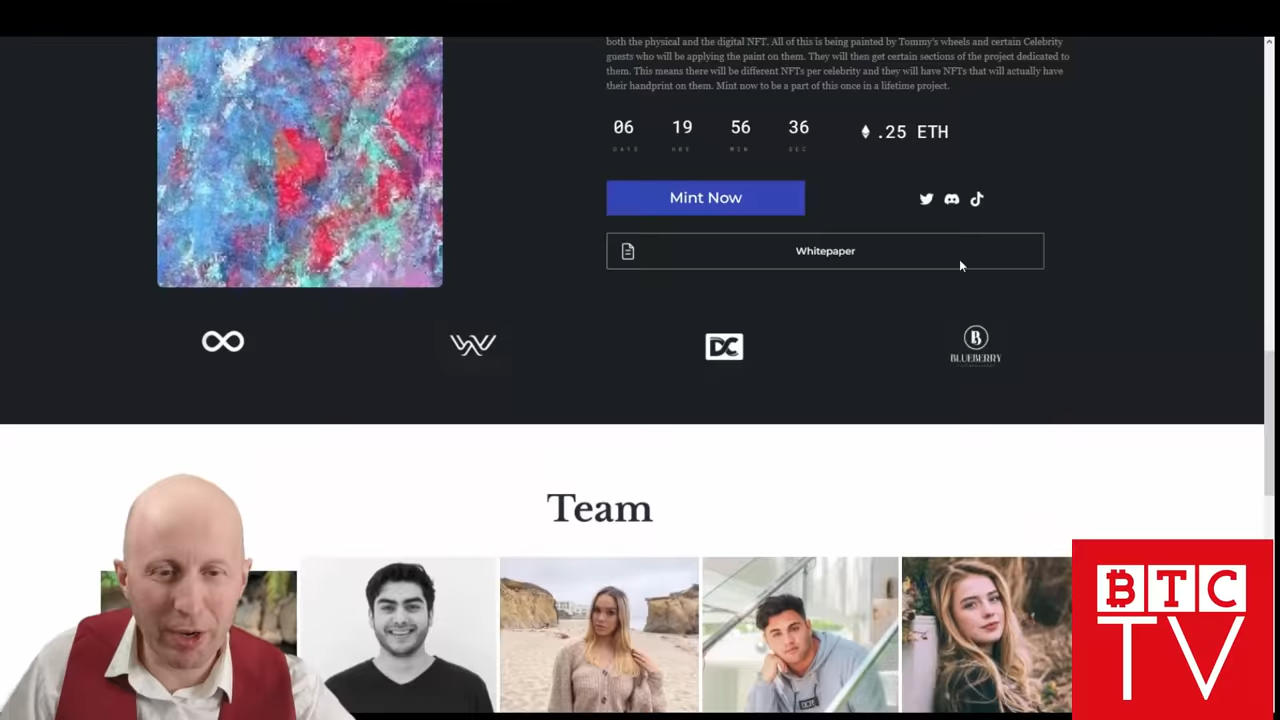 both the physical and the digital NFT. All of this is being painted by Tommy's wheels and certain Celebrity
guests who will be applying the paint on them. They will then get certain sections of the project dedicated to
them. This means there will be different NFTs per celebrity and they will have NFTs that will actually have
their handprint on them. Mint now to be a part of this once in a lifetime project.
06 19 56 36 .25 ETH
DAYS HRS MIN SEC
Mint Now
Whitepaper
DC
B
BLUEBERRY
Team
BTC
TV